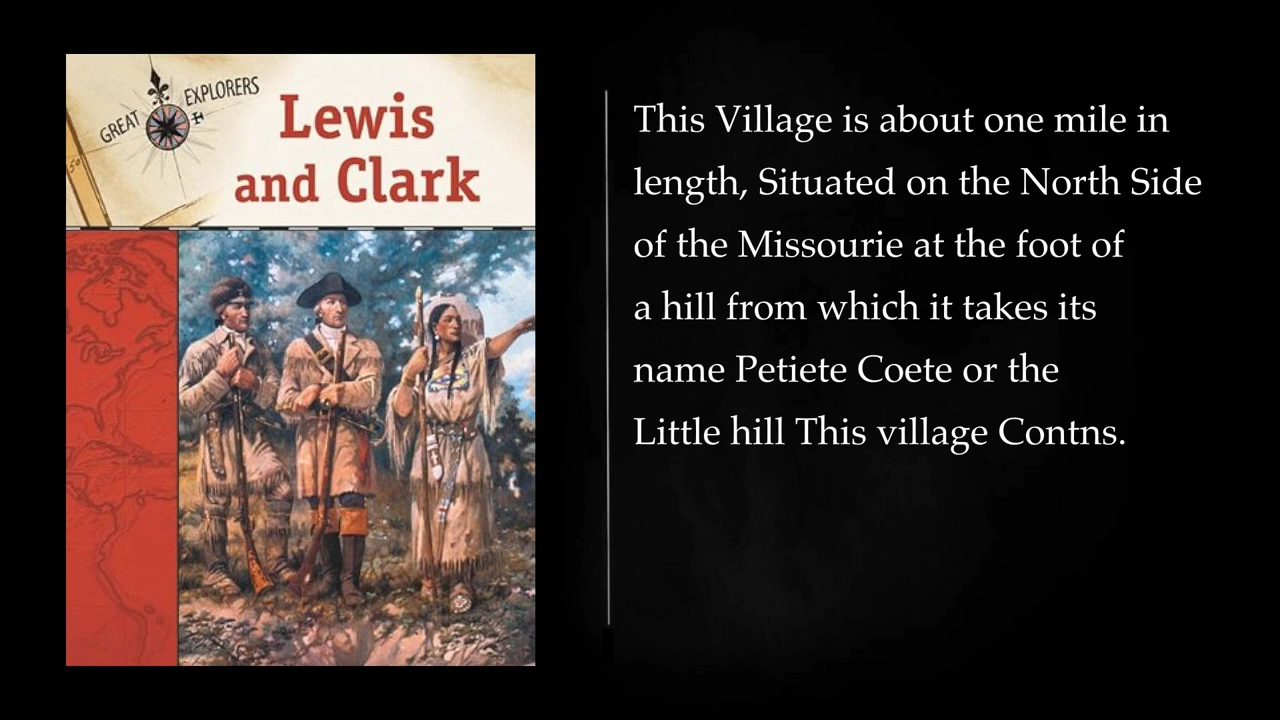 GREAT EXPLORERS
Lewis
and Clark
50
This Village is about one mile in
length, Situated on the North Side
of the Missourie at the foot of
a hill from which it takes its
name Petiete Coete or the
Little hill This village Contns.